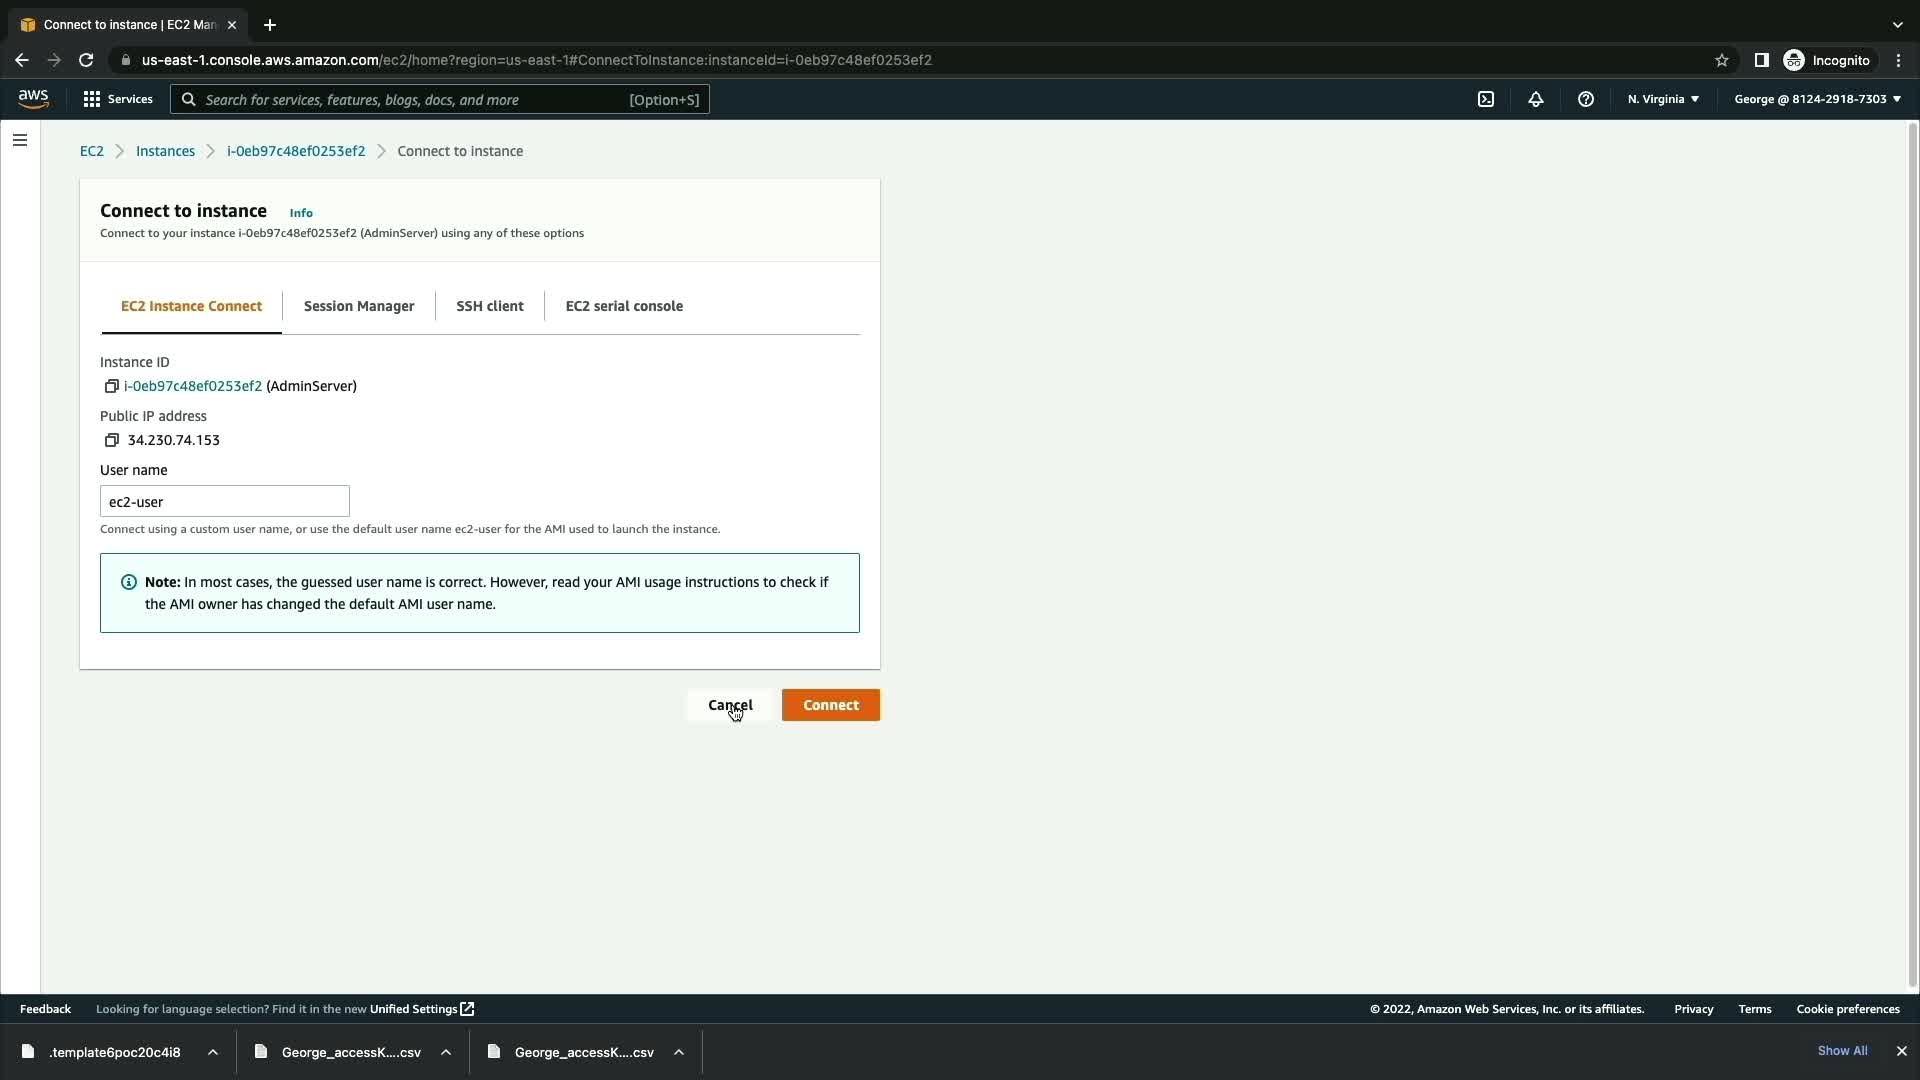 Connect to instance | EC2 Man
us-east-1.console.aws.amazon.com/ec2/home?region=us-east-1#ConnectToInstance:instanceId=i-0eb97c48ef0253ef2
Incognito
aws
Services
Search for services, features, blogs, docs, and more
[Option+S]
N. Virginia
George @ 8124-2918-7303
EC2
Instances
i-0eb97c48ef0253ef2
Connect to instance
Connect to instance
Info
Connect to your instance i-0eb97c48ef0253ef2 (AdminServer) using any of these options
EC2 Instance Connect
Session Manager
SSH client
EC2 serial console
Instance ID
i-0eb97c48ef0253ef2 (AdminServer)
Public IP address
34.230.74.153
User name
ec2-user
Connect using a custom user name, or use the default user name ec2-user for the AMI used to launch the instance.
Note: In most cases, the guessed user name is correct. However, read your AMI usage instructions to check if
the AMI owner has changed the default AMI user name.
Cancel
Connect
Feedback
Looking for language selection? Find it in the new Unified Settings
© 2022, Amazon Web Services, Inc. or its affiliates.
Privacy
Terms
Cookie preferences
.template6poc20c4i8
George_accessK....csv
George_accessK....csv
Show All